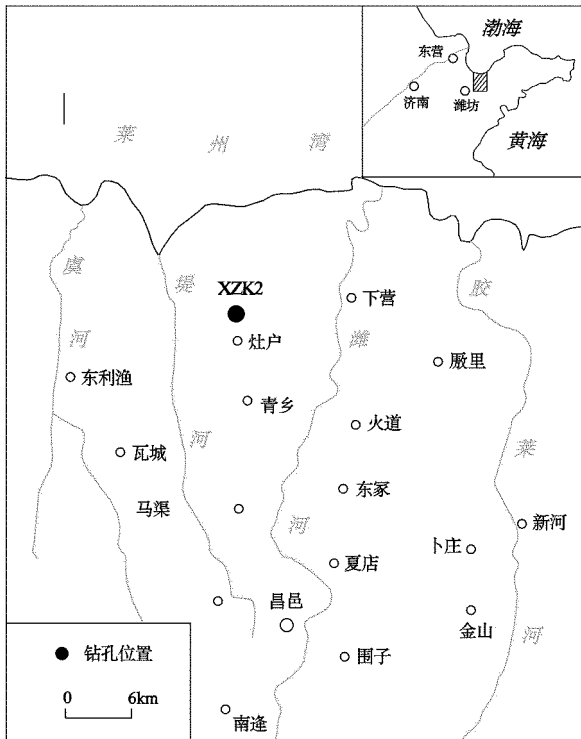 渤海
东营
济南
潍坊
黄海
莱州湾
虞河
堤河
潍河
胶莱河
XZK2
灶户
下营
东利渔
青乡
廒里
瓦城
火道
马渠
东冢
新河
夏店
卜庄
昌邑
金山
围子
南逄
钻孔位置
0 6km